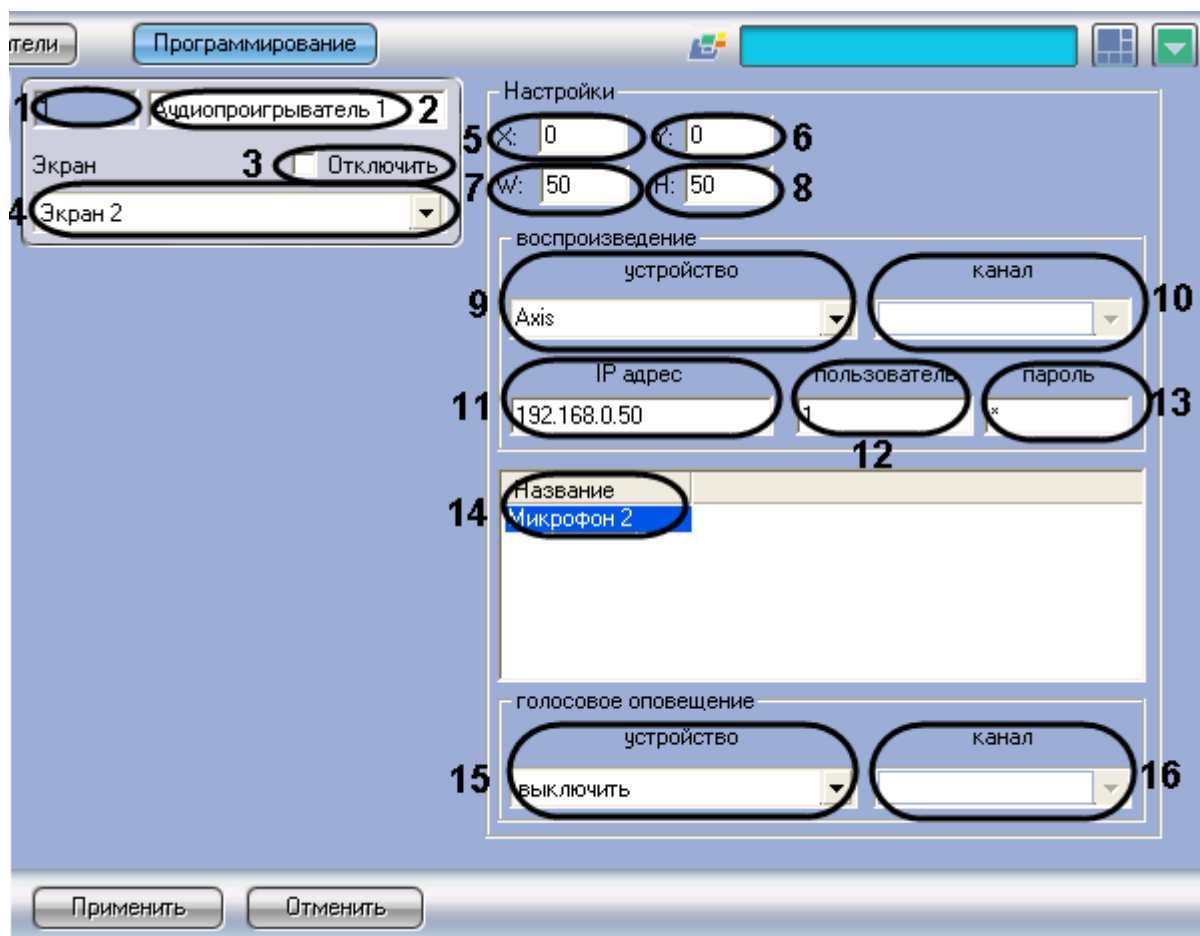 тели Программирование
1 1 Аудиопроигрыватель 1 2
Экран 3 Отключить
4 Экран 2
Настройки
5 X: 0 Y: 0 6
7 W: 50 H: 50 8
воспроизведение
устройство канал
9 Axis 10
IP адрес пользователь пароль
11 192.168.0.50 1 * 13
12
Название
14 Микрофон 2
голосовое оповещение
устройство канал
15 выключить 16
Применить Отменить